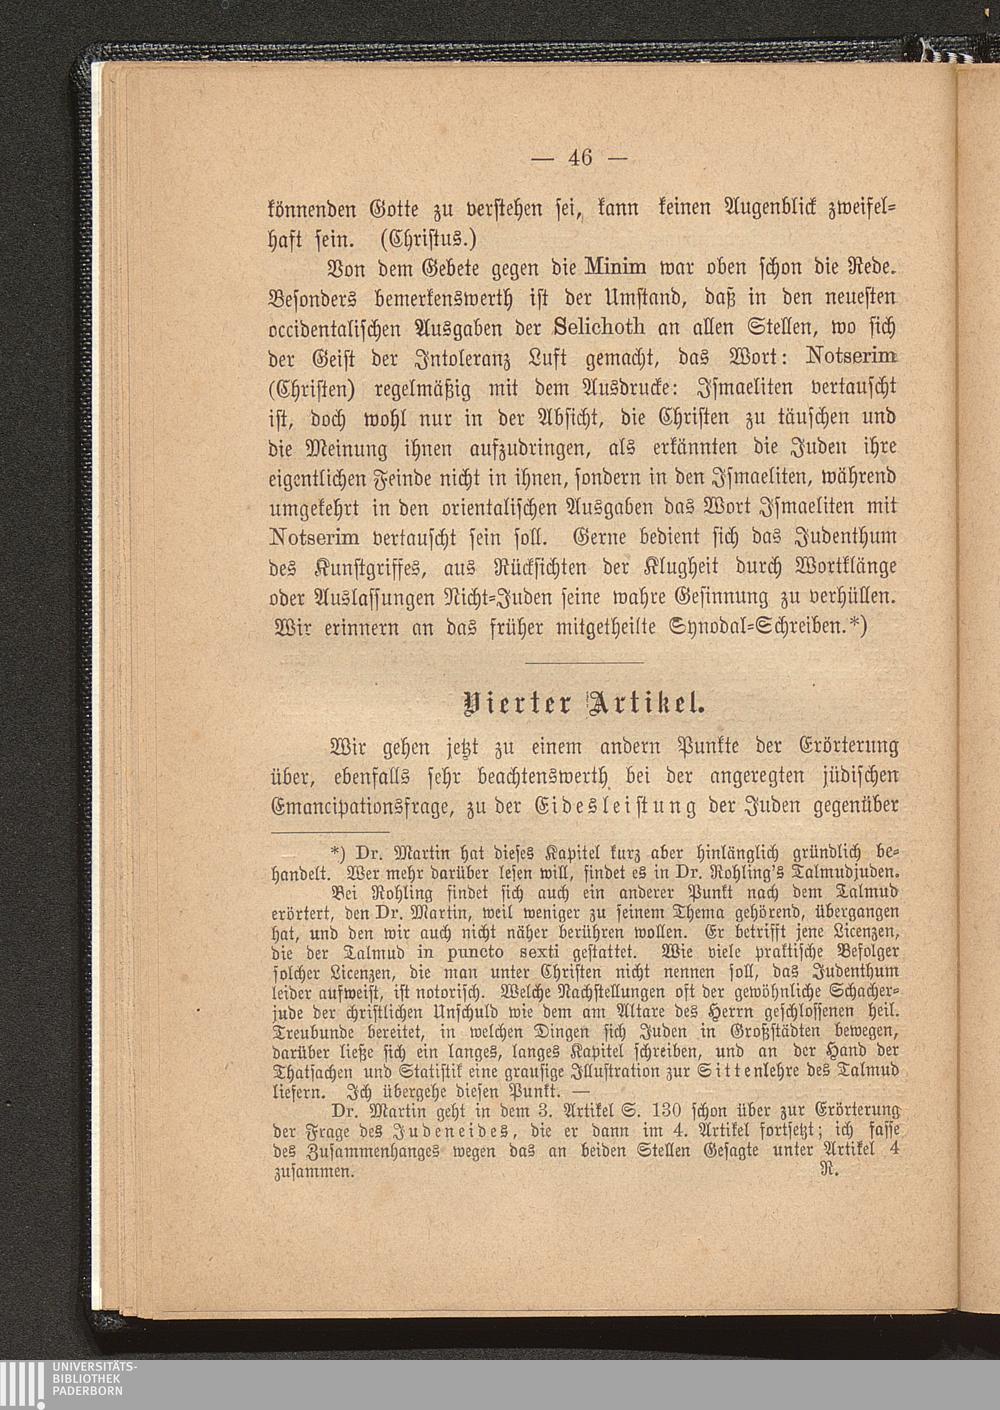 — 46 —
könnenden Gotte zu verstehen sei, kann keinen Augenblick zweifel-
haft sein. (Christus.)
Von dem Gebete gegen die Minim war oben schon die Rede.
Besonders bemerkenswerth ist der Umstand, daß in den neuesten
occidentalischen Ausgaben der Selichoth an allen Stellen, wo sich
der Geist der Intoleranz Luft gemacht, das Wort: Notserim
(Christen) regelmäßig mit dem Ausdrucke: Ismaeliten vertauscht
ist, doch wohl nur in der Absicht, die Christen zu täuschen und
die Meinung ihnen aufzudringen, als erkännten die Juden ihre
eigentlichen Feinde nicht in ihnen, sondern in den Ismaeliten, während
umgekehrt in den orientalischen Ausgaben das Wort Ismaeliten mit
Notserim vertauscht sein soll. Gerne bedient sich das Judenthum
des Kunstgriffes, aus Rücksichten der Klugheit durch Wortklänge
oder Auslassungen Nicht-Juden seine wahre Gesinnung zu verhüllen.
Wir erinnern an das früher mitgetheilte Synodal-Schreiben.*)
Vierter Artikel.
Wir gehen jetzt zu einem andern Punkte der Erörterung
über, ebenfalls sehr beachtenswerth bei der angeregten jüdischen
Emancipationsfrage, zu der Eidesleistung der Juden gegenüber
*) Dr. Martin hat dieses Kapitel kurz aber hinlänglich gründlich be-
handelt. Wer mehr darüber lesen will, findet es in Dr. Rohling's Talmudjuden.
Bei Rohling findet sich auch ein anderer Punkt nach dem Talmud
erörtert, den Dr. Martin, weil weniger zu seinem Thema gehörend, übergangen
hat, und den wir auch nicht näher berühren wollen. Er betrifft jene Licenzen,
die der Talmud in puncto sexti gestattet. Wie viele praktische Befolger
solcher Licenzen, die man unter Christen nicht nennen soll, das Judenthum
leider aufweist, ist notorisch. Welche Nachstellungen oft der gewöhnliche Schacher-
jude der christlichen Unschuld wie dem am Altare des Herrn geschlossenen heil.
Treubunde bereitet, in welchen Dingen sich Juden in Großstädten bewegen,
darüber ließe sich ein langes, langes Kapitel schreiben, und an der Hand der
Thatsachen und Statistik eine grausige Illustration zur Sittenlehre des Talmud
liefern. Ich übergehe diesen Punkt. —
Dr. Martin geht in dem 3. Artikel S. 130 schon über zur Erörterung
der Frage des Judeneides, die er dann im 4. Artikel fortsetzt; ich fasse
des Zusammenhanges wegen das an beiden Stellen Gesagte unter Artikel 4
zusammen. R.
UNIVERSITÄTS-
BIBLIOTHEK
PADERBORN